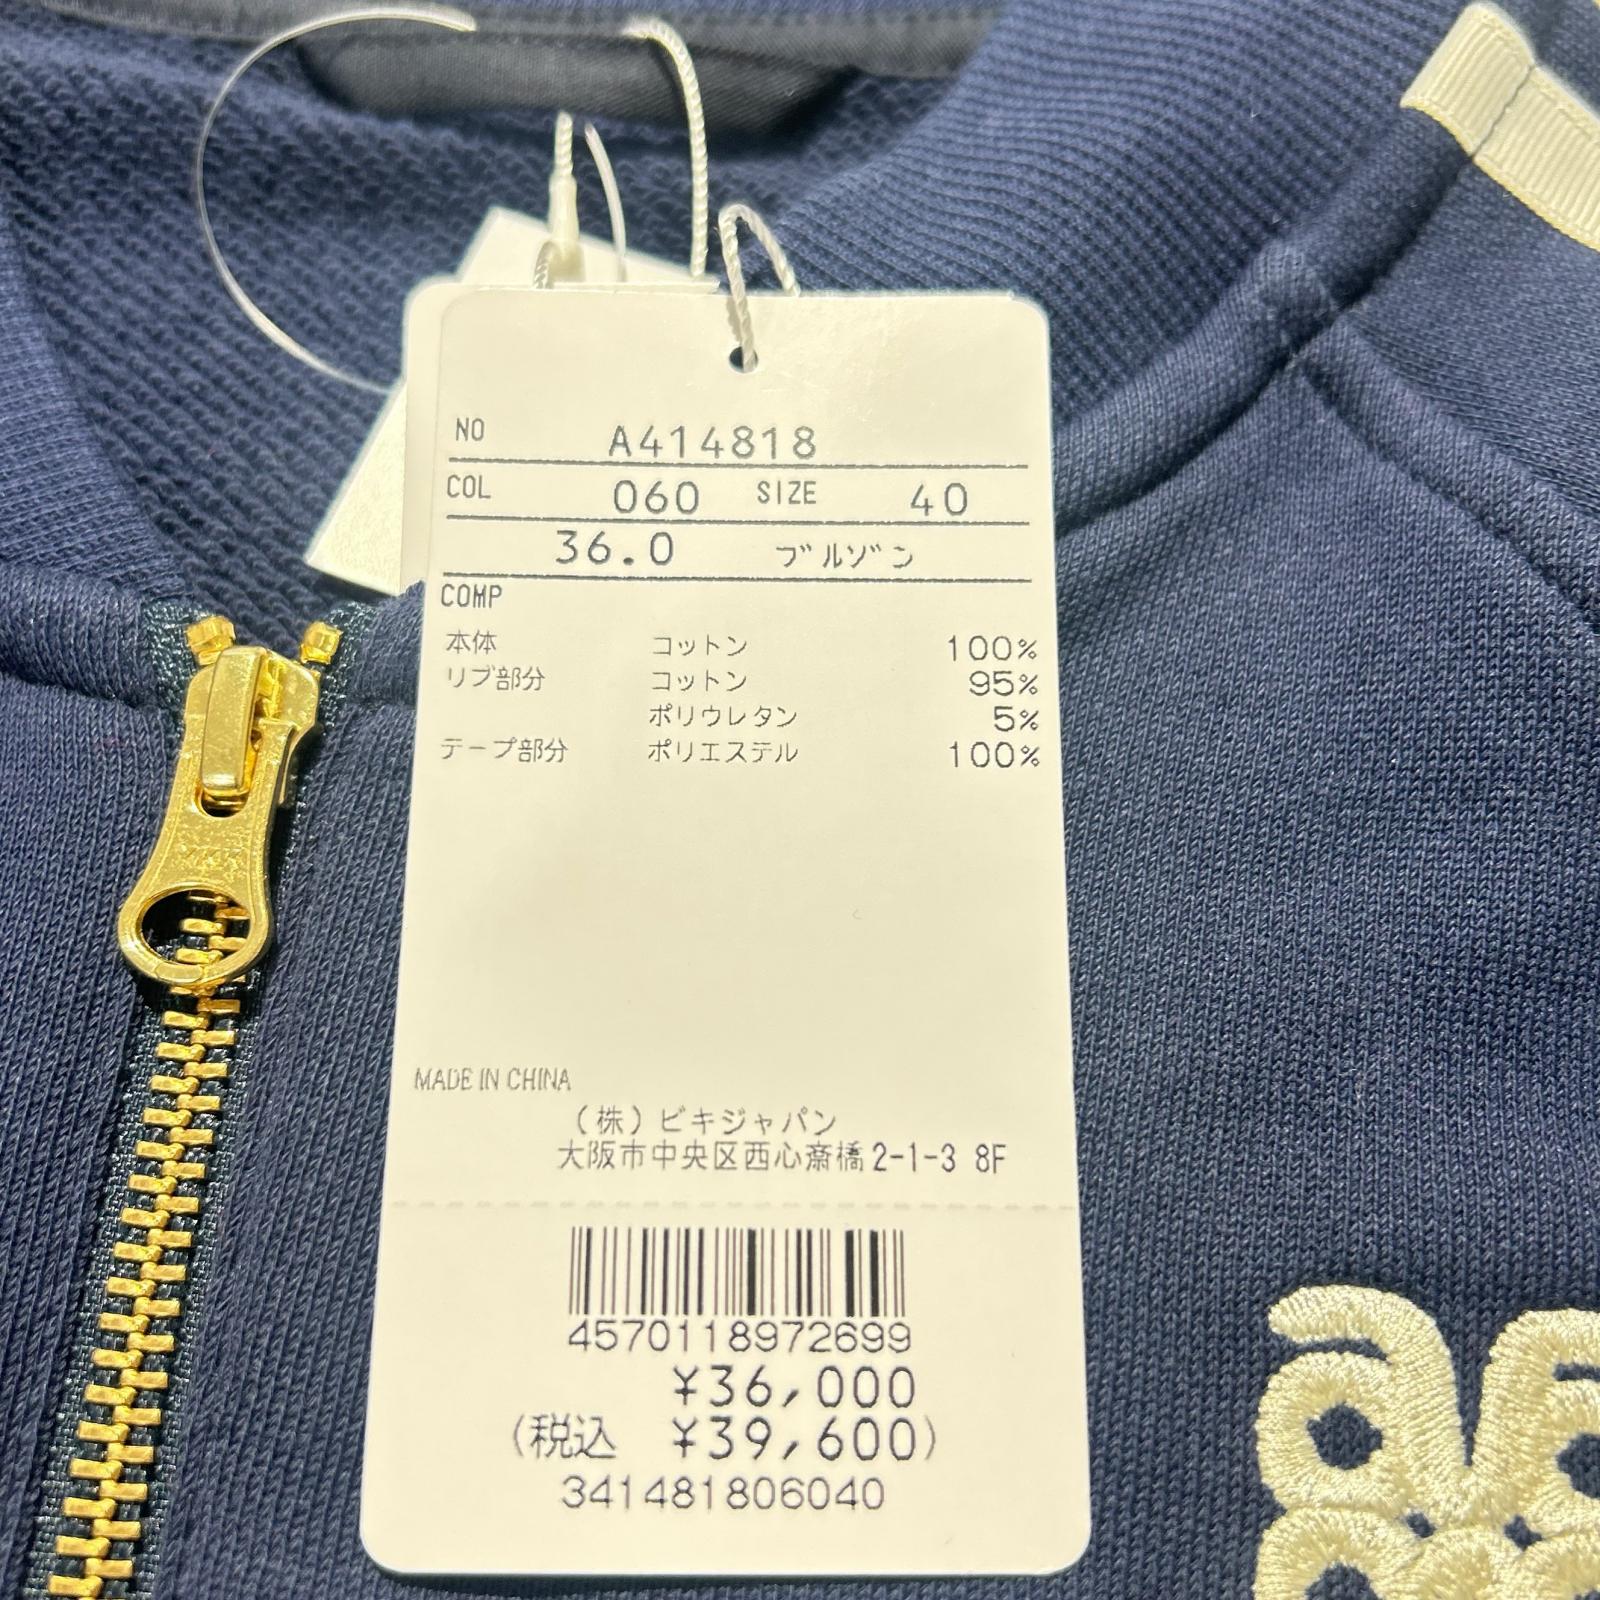 NO A414818
COL 060 SIZE 40
36.0 ブルゾン
COMP
本体 コットン 100%
リブ部分 コットン 95%
ポリウレタン 5%
テープ部分 ポリエステル 100%
MADE IN CHINA
(株)ビキジャパン
大阪市中央区西心斎橋2-1-3 8F
4570118972699
¥36,000
(税込 ¥39,600)
341481806040